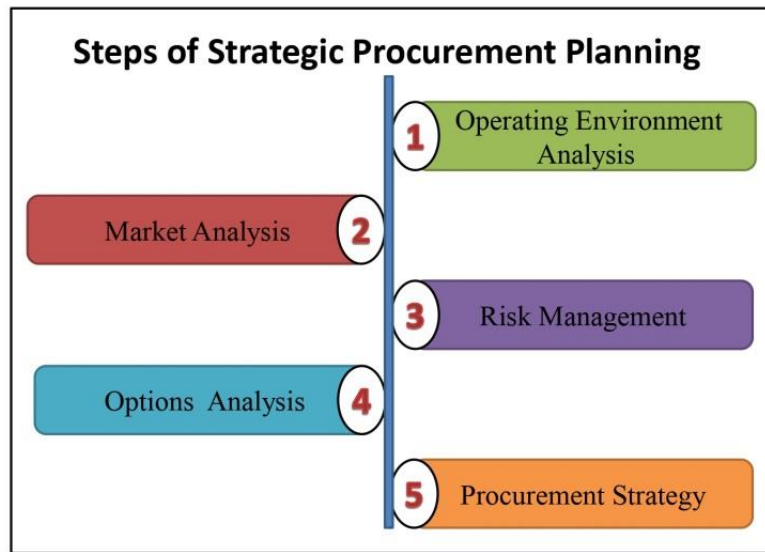 Steps of Strategic Procurement Planning
1
Operating Environment
Analysis
2
Market Analysis
3
Risk Management
4
Options Analysis
5
Procurement Strategy